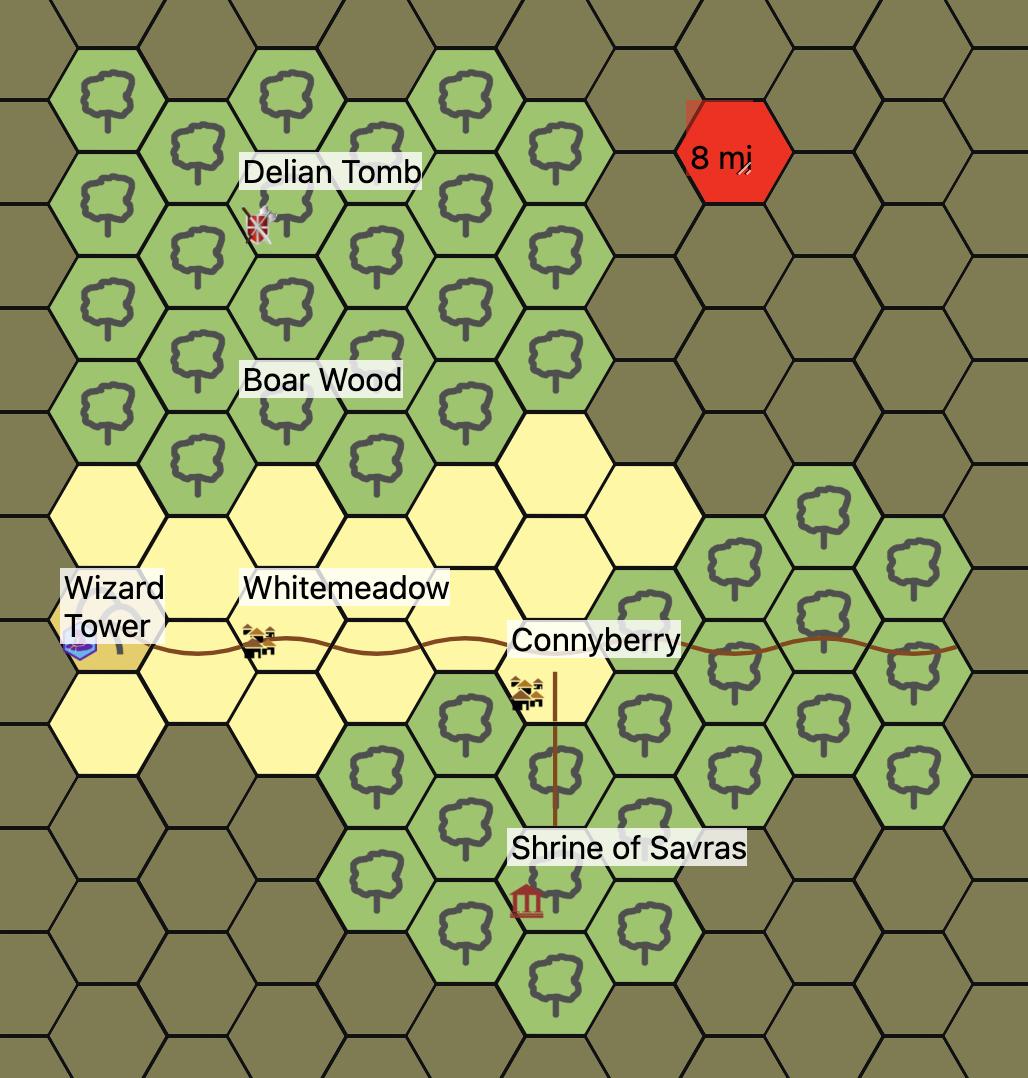 8 mi
Delian Tomb
Boar Wood
Wizard
Tower
Whitemeadow
Connyberry
Shrine of Savras